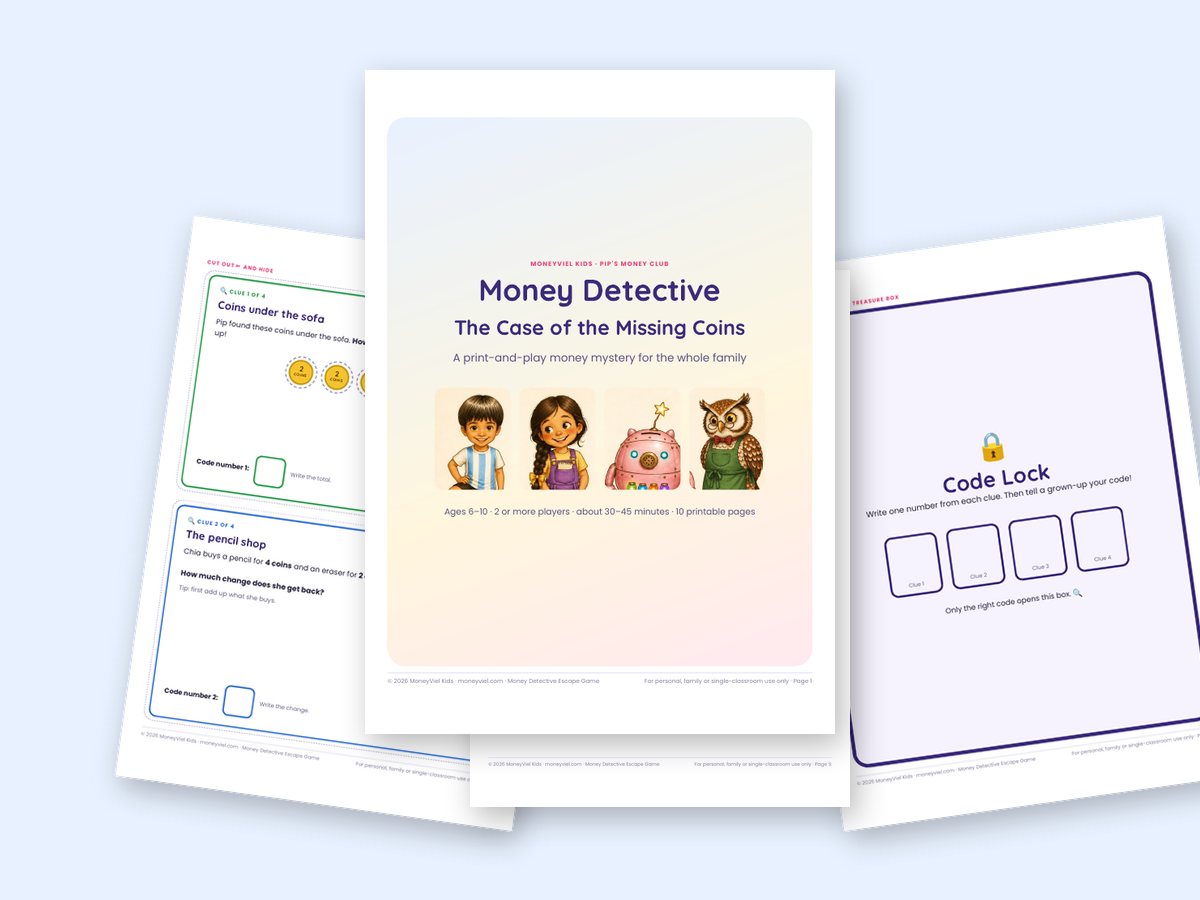 CUT OUT ✂ AND HIDE
🔍 CLUE 1 OF 4
Coins under the sofa
Pip found these coins under the sofa. How
up!
2
COINS
2
COINS
Code number 1:
Write the total.
🔍 CLUE 2 OF 4
The pencil shop
Chia buys a pencil for 4 coins and an eraser for 2
How much change does she get back?
Tip: first add up what she buys.
Code number 2:
Write the change.
© 2026 MoneyViel Kids · moneyviel.com · Money Detective Escape Game
For personal, family or single-classroom use
MONEYVIEL KIDS · PIP'S MONEY CLUB
Money Detective
The Case of the Missing Coins
A print-and-play money mystery for the whole family
Ages 6–10 · 2 or more players · about 30–45 minutes · 10 printable pages
© 2026 MoneyViel Kids · moneyviel.com · Money Detective Escape Game
For personal, family or single-classroom use only · Page 1
© 2026 MoneyViel Kids · moneyviel.com · Money Detective Escape Game
For personal, family or single-classroom use only · Page 9
TREASURE BOX
Code Lock
Write one number from each clue. Then tell a grown-up your code!
Clue 1
Clue 2
Clue 3
Clue 4
Only the right code opens this box. 🔍
© 2026 MoneyViel Kids · moneyviel.com · Money Detective Escape Game
For personal, family or single-classroom use only